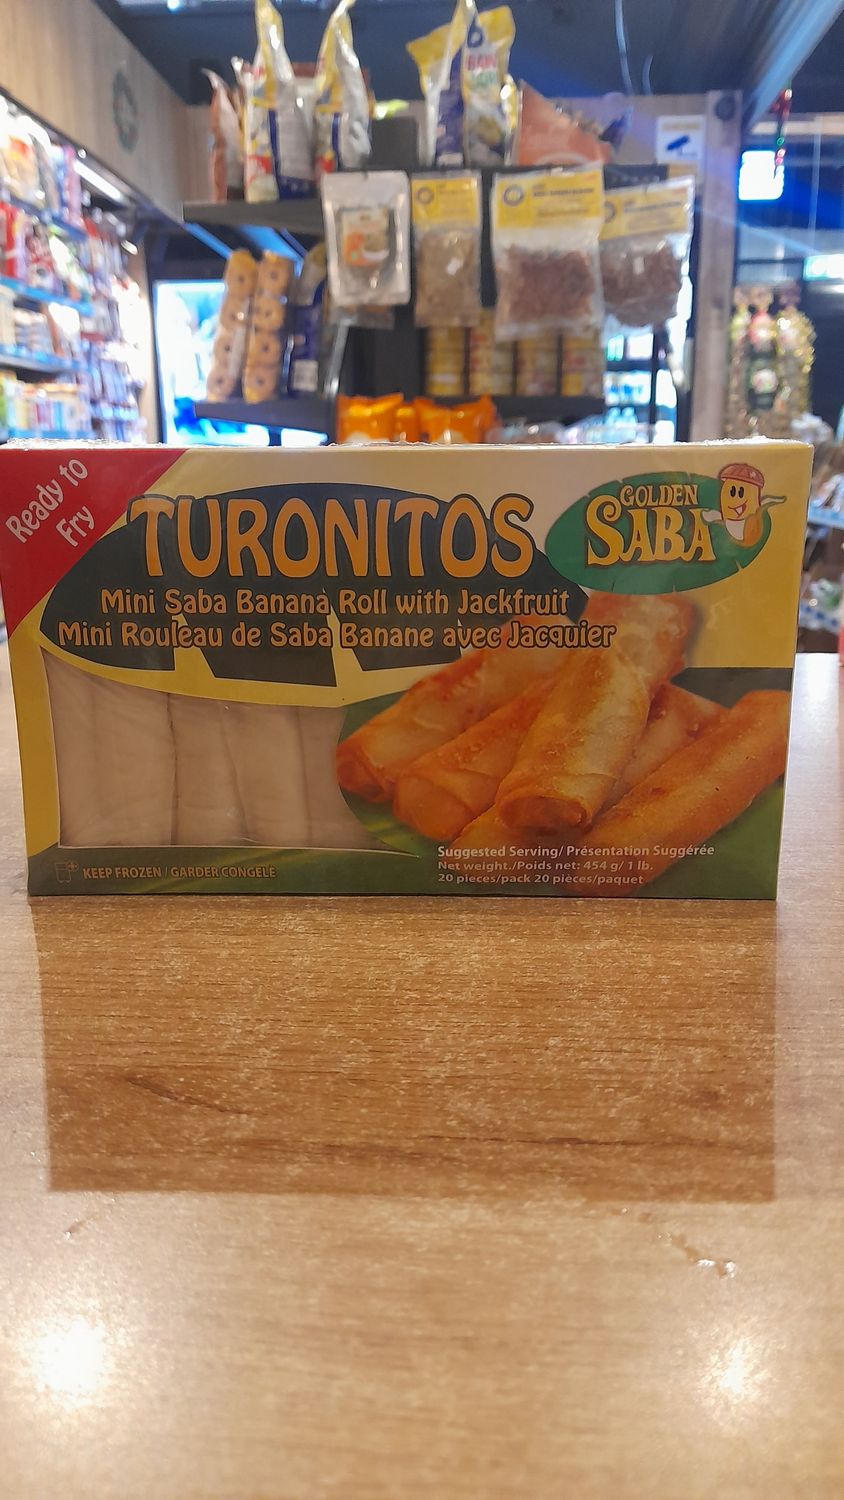 Ready to
Fry
TURONITOS
GOLDEN
SABA
Mini Saba Banana Roll with Jackfruit
Mini Rouleau de Saba Banane avec Jacquier
KEEP FROZEN / GARDER CONGELÈ
Suggested Serving/ Présentation Suggérée
Net weight./Poids net: 454 g/ 1 lb.
20 pieces/pack 20 pièces/paquet